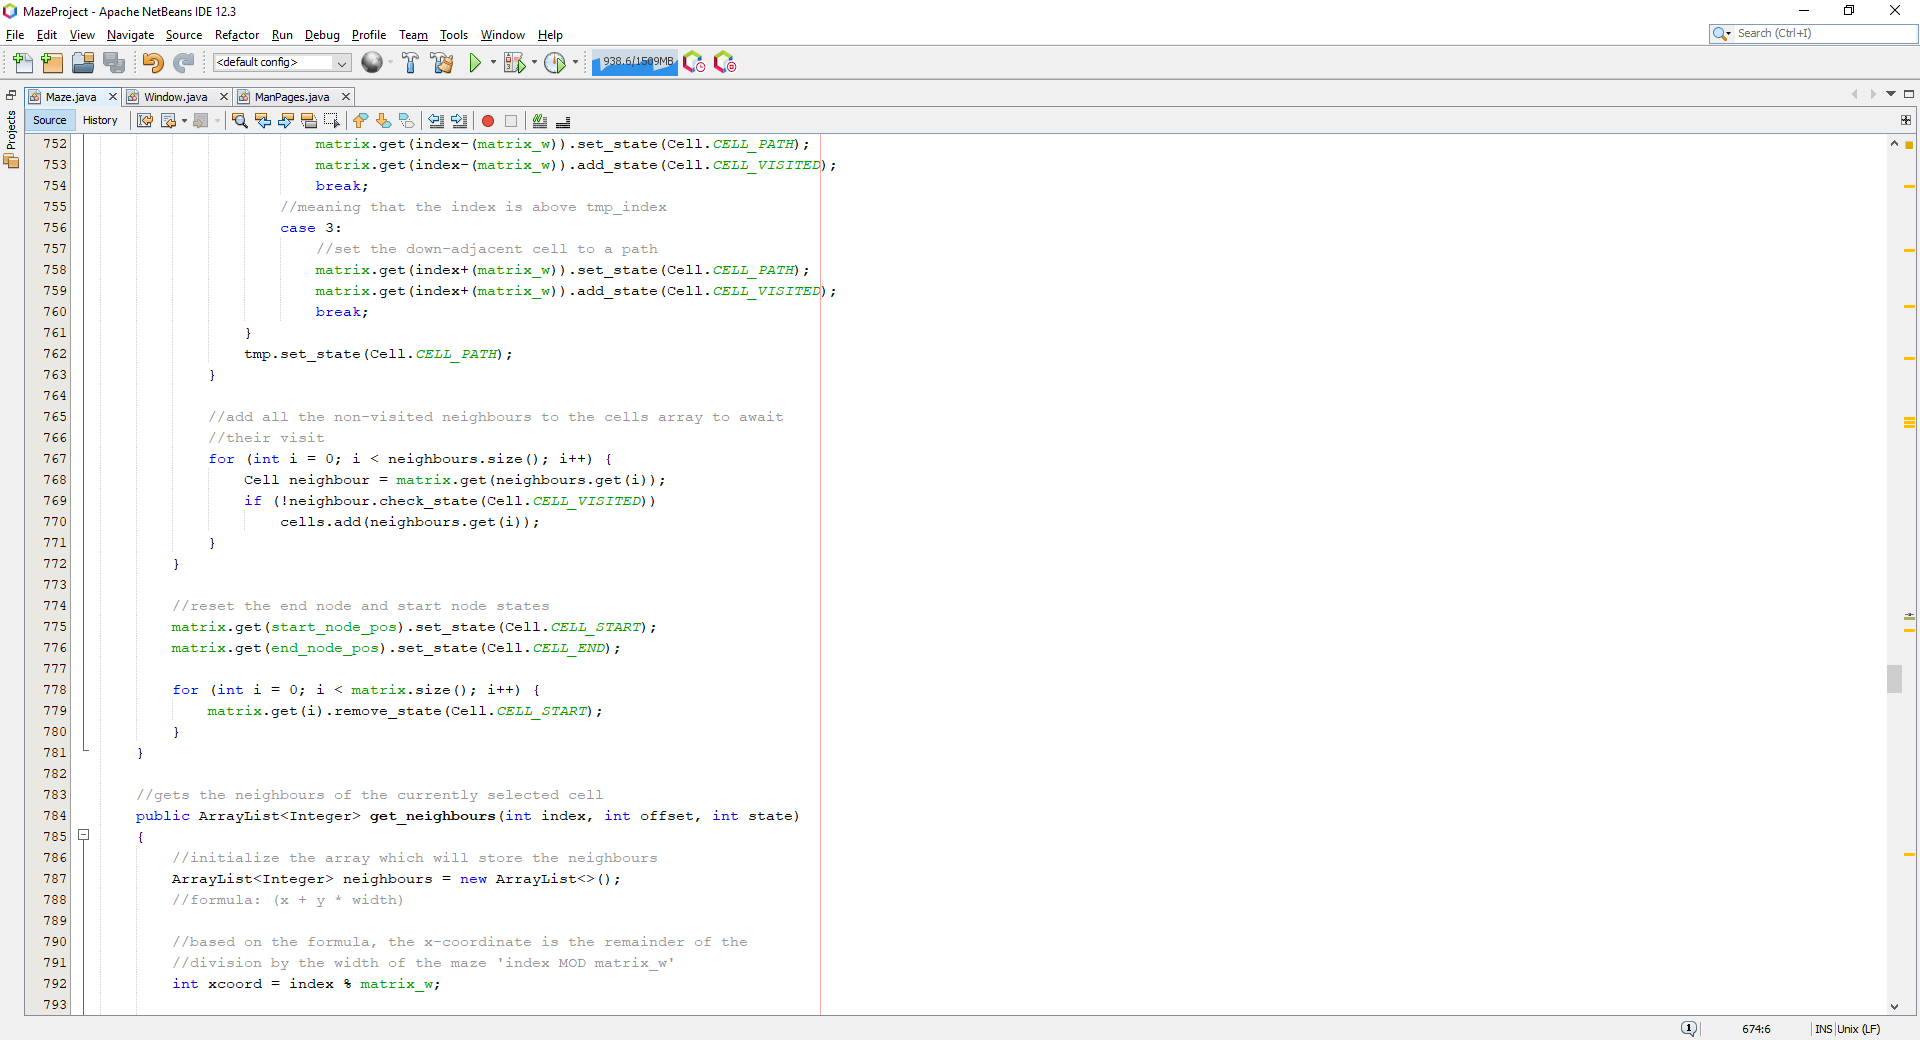 MazeProject - Apache NetBeans IDE 12.3
File Edit View Navigate Source Refactor Run Debug Profile Team Tools Window Help
Search (Ctrl+I)
<default config>
938.6/1509MB
Projects
Maze.java Window.java ManPages.java
Source History
752 matrix.get(index-(matrix_w)).set_state(Cell.CELL_PATH);
753 matrix.get(index-(matrix_w)).add_state(Cell.CELL_VISITED);
754 break;
755 //meaning that the index is above tmp_index
756 case 3:
757 //set the down-adjacent cell to a path
758 matrix.get(index+(matrix_w)).set_state(Cell.CELL_PATH);
759 matrix.get(index+(matrix_w)).add_state(Cell.CELL_VISITED);
760 break;
761 }
762 tmp.set_state(Cell.CELL_PATH);
763 }
764
765 //add all the non-visited neighbours to the cells array to await
766 //their visit
767 for (int i = 0; i < neighbours.size(); i++) {
768 Cell neighbour = matrix.get(neighbours.get(i));
769 if (!neighbour.check_state(Cell.CELL_VISITED))
770 cells.add(neighbours.get(i));
771 }
772 }
773
774 //reset the end node and start node states
775 matrix.get(start_node_pos).set_state(Cell.CELL_START);
776 matrix.get(end_node_pos).set_state(Cell.CELL_END);
777
778 for (int i = 0; i < matrix.size(); i++) {
779 matrix.get(i).remove_state(Cell.CELL_START);
780 }
781 }
782
783 //gets the neighbours of the currently selected cell
784 public ArrayList<Integer> get_neighbours(int index, int offset, int state)
785 {
786 //initialize the array which will store the neighbours
787 ArrayList<Integer> neighbours = new ArrayList<>();
788 //formula: (x + y * width)
789
790 //based on the formula, the x-coordinate is the remainder of the
791 //division by the width of the maze 'index MOD matrix_w'
792 int xcoord = index % matrix_w;
793
1 674:6 INS Unix (LF)